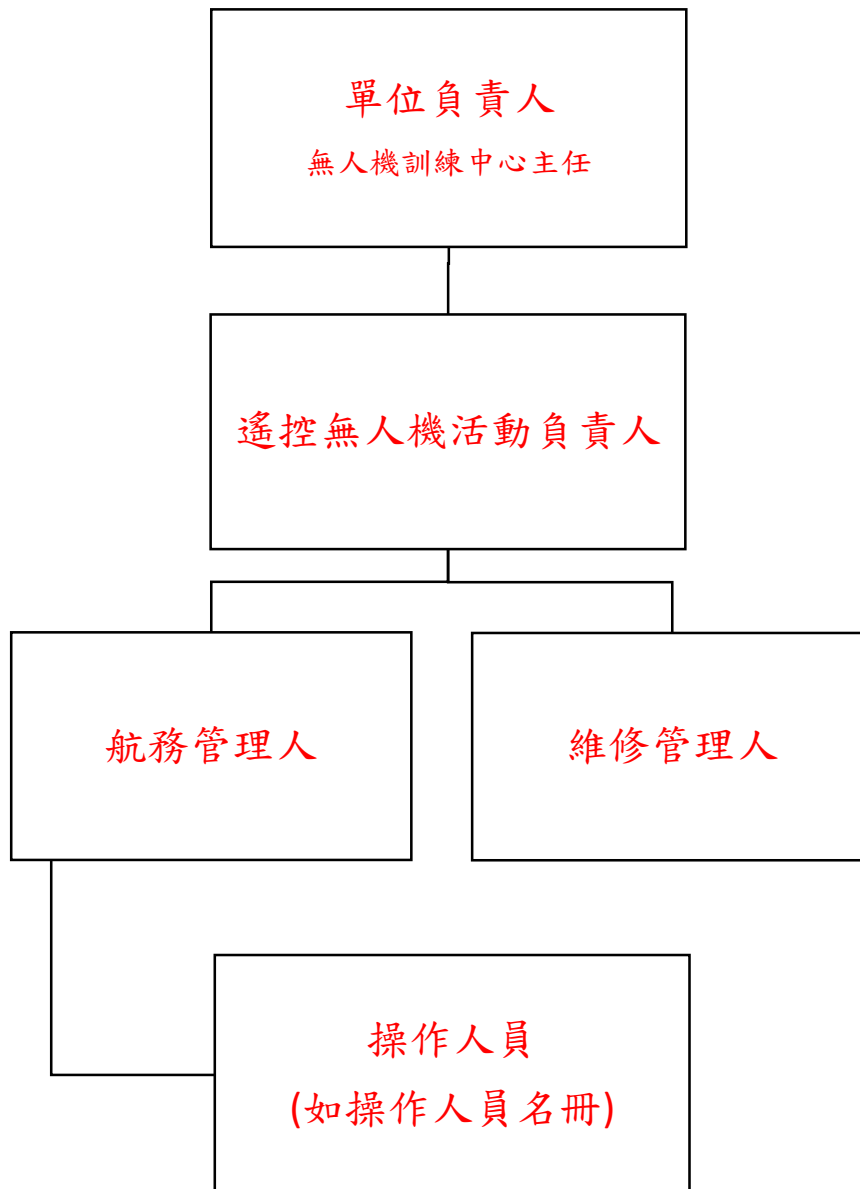 單位負責人
無人機訓練中心主任
遙控無人機活動負責人
航務管理人
維修管理人
操作人員
(如操作人員名冊)